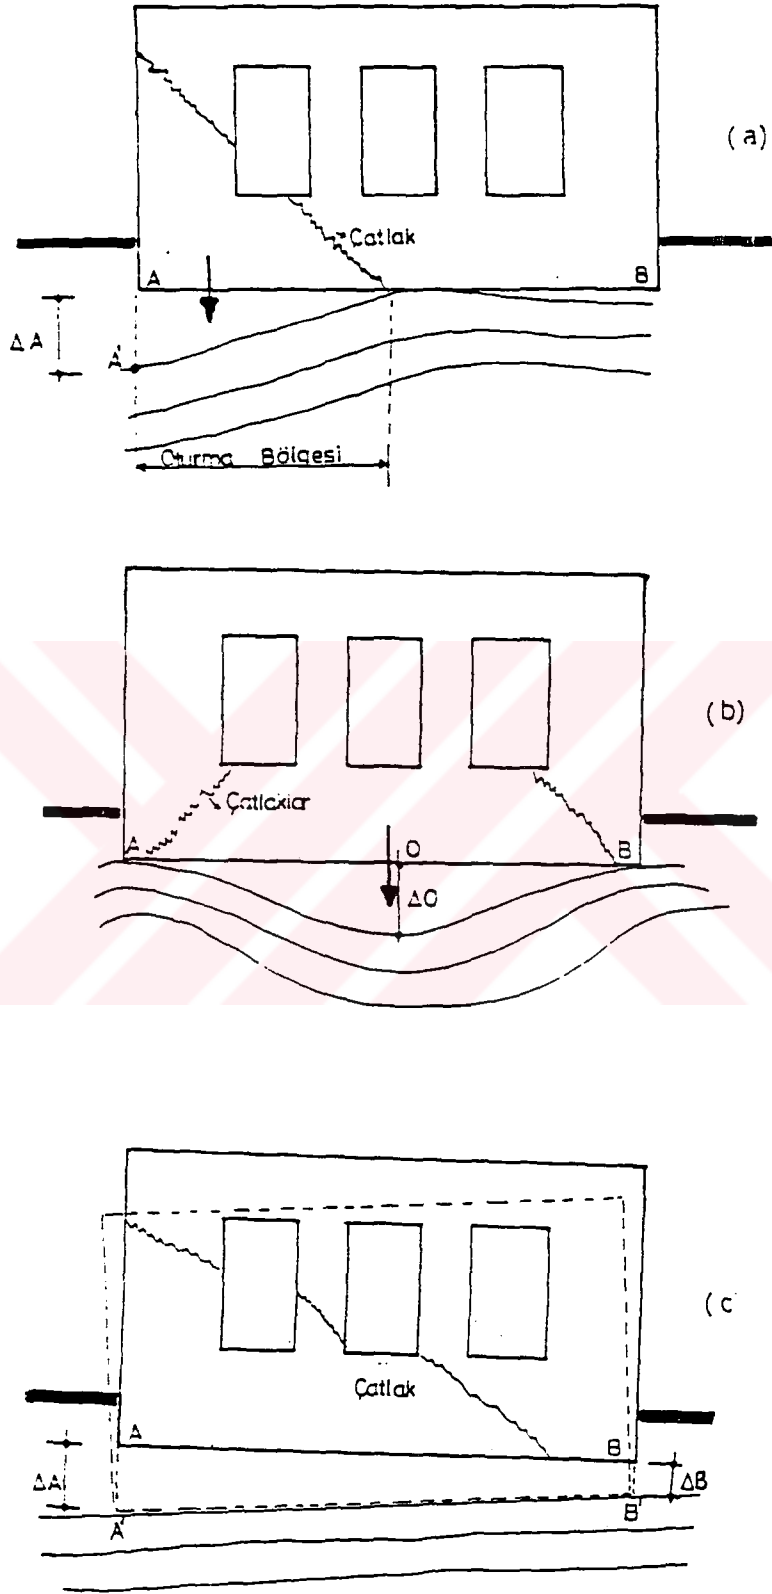 (a)
Çatlak
A
B
ΔA
A'
Oturma Bölgesi
(b)
Çatlaklar
A
O
B
ΔO
(c
Çatlak
A
B
ΔA
ΔB
A'
B'